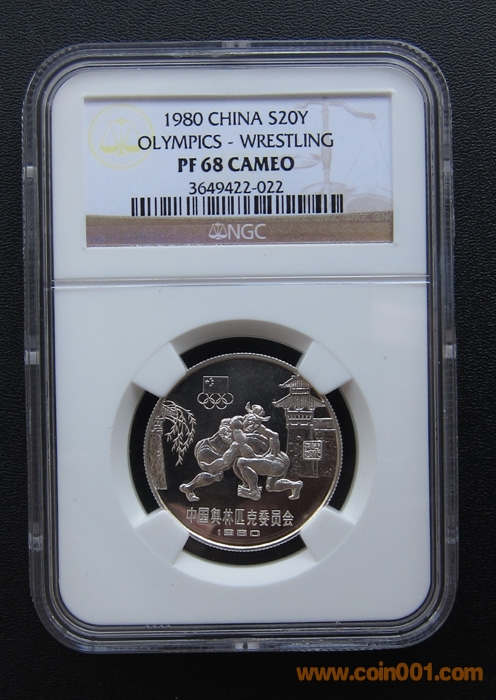 1980 CHINA S20Y
OLYMPICS - WRESTLING
PF 68 CAMEO
3649422-022
NGC
中国奥林匹克委员会
1980
www.coin001.com